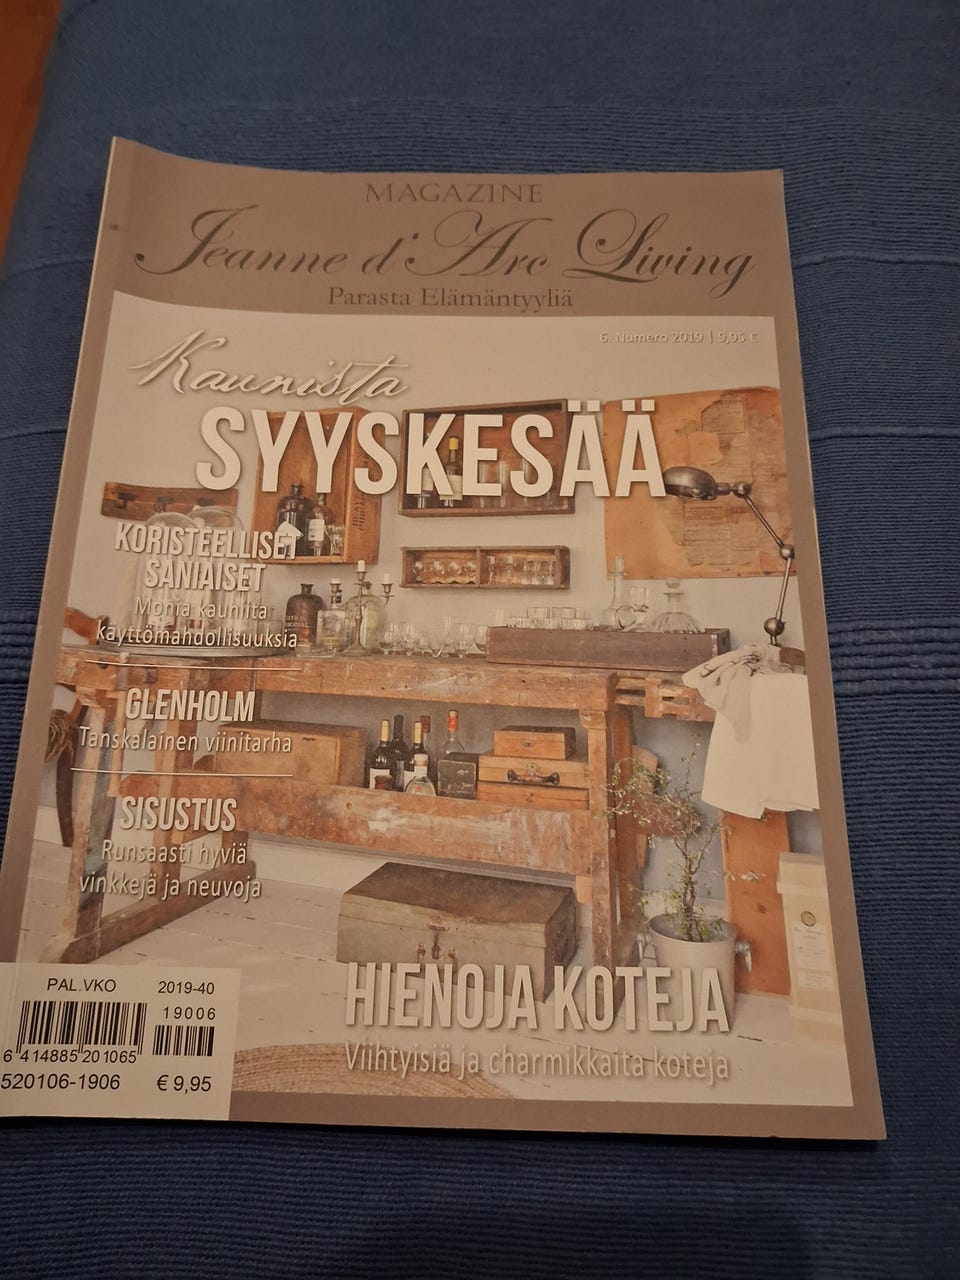 MAGAZINE
Jeanne d'Arc Living
Parasta Elämäntyyliä
6. Numero 2019 | 9,95 €
Kaunista
SYYSKESÄÄ
KORISTEELLISET
SANIAISET
Monia kauniita
käyttömahdollisuuksia
GLENHOLM
Tanskalainen viinitarha
SISUSTUS
Runsaasti hyviä
vinkkejä ja neuvoja
HIENOJA KOTEJA
Viihtyisiä ja charmikkaita koteja
PAL.VKO 2019-40
19006
6 414885 201065
520106-1906 € 9,95